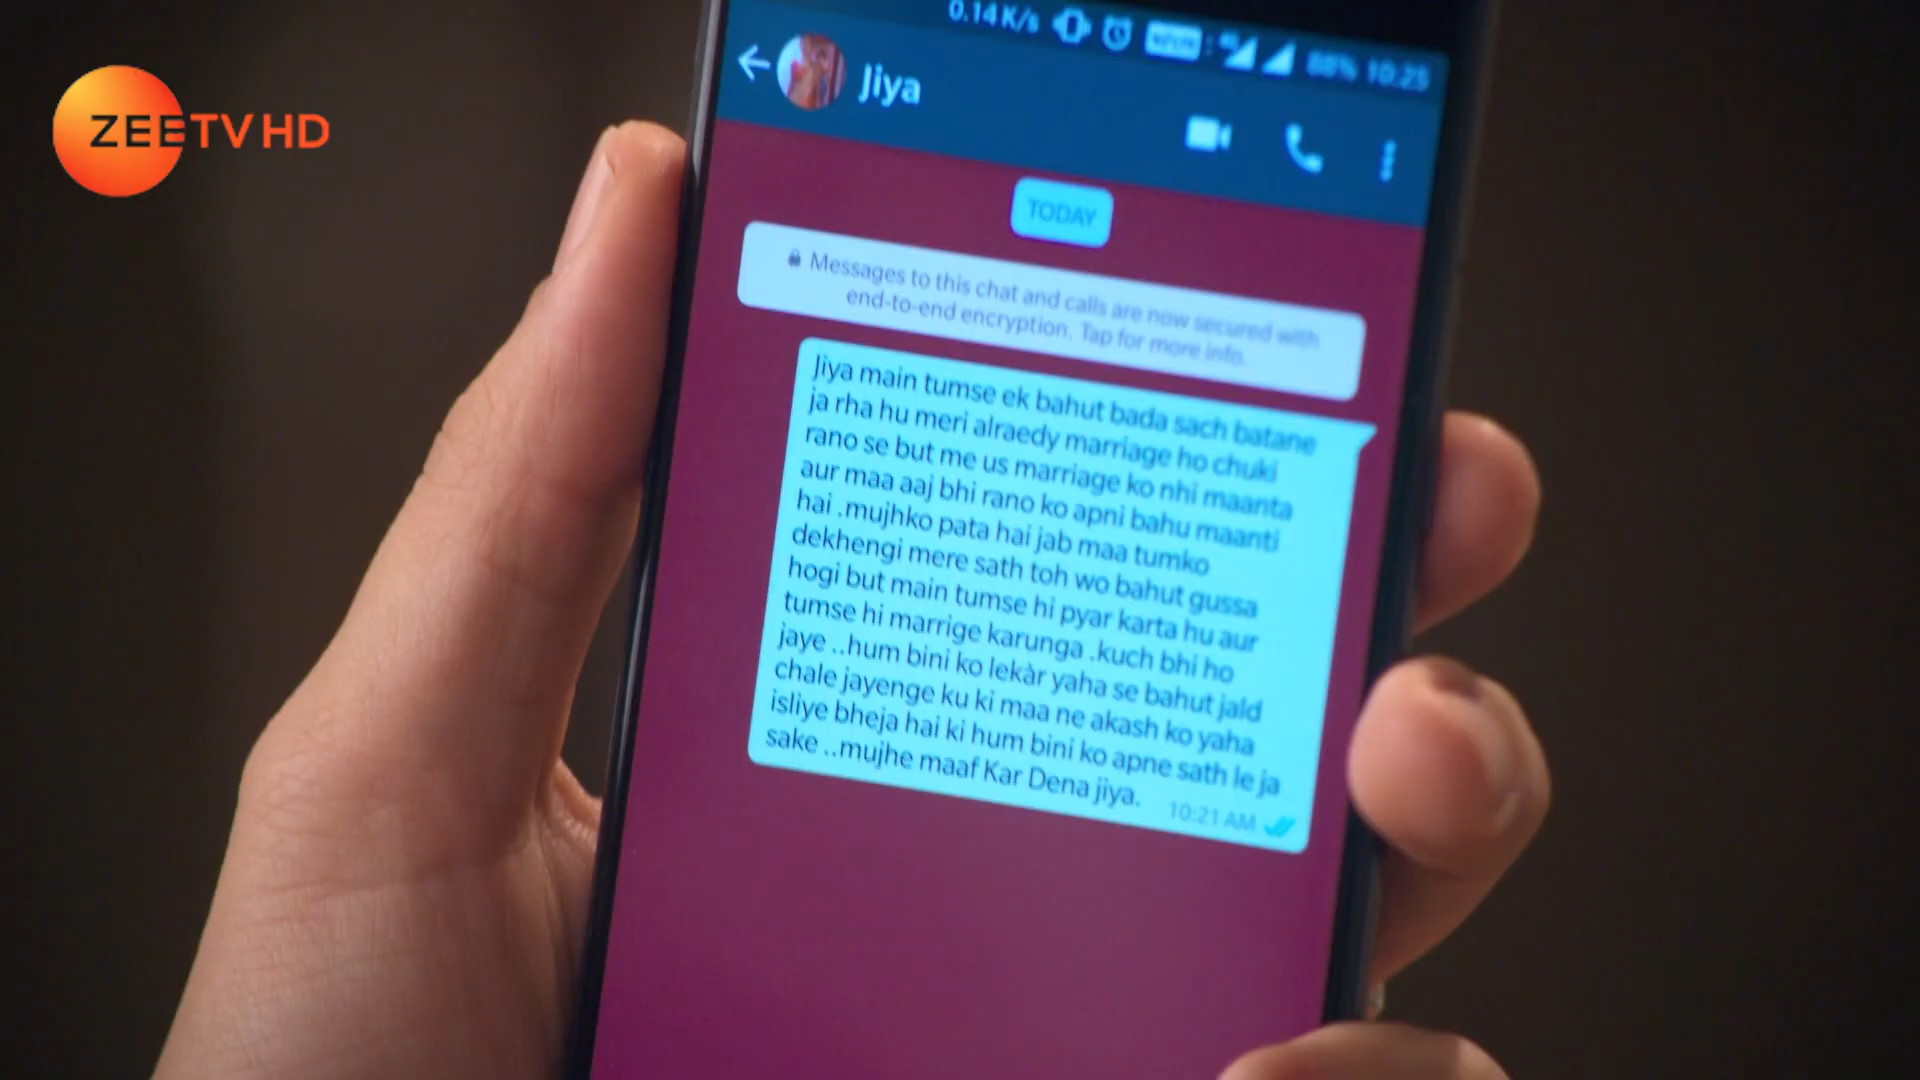 ZEETVHD
0.14 K/s
88% 10:25
Jiya
TODAY
Messages to this chat and calls are now secured with
end-to-end encryption. Tap for more info.
Jiya main tumse ek bahut bada sach batane
ja rha hu meri alraedy marriage ho chuki
rano se but me us marriage ko nhi maanta
aur maa aaj bhi rano ko apni bahu maanti
hai .mujhko pata hai jab maa tumko
dekhengi mere sath toh wo bahut gussa
hogi but main tumse hi pyar karta hu aur
tumse hi marrige karunga .kuch bhi ho
jaye ..hum bini ko lekàr yaha se bahut jald
chale jayenge ku ki maa ne akash ko yaha
isliye bheja hai ki hum bini ko apne sath le ja
sake ..mujhe maaf Kar Dena jiya.
10:21 AM